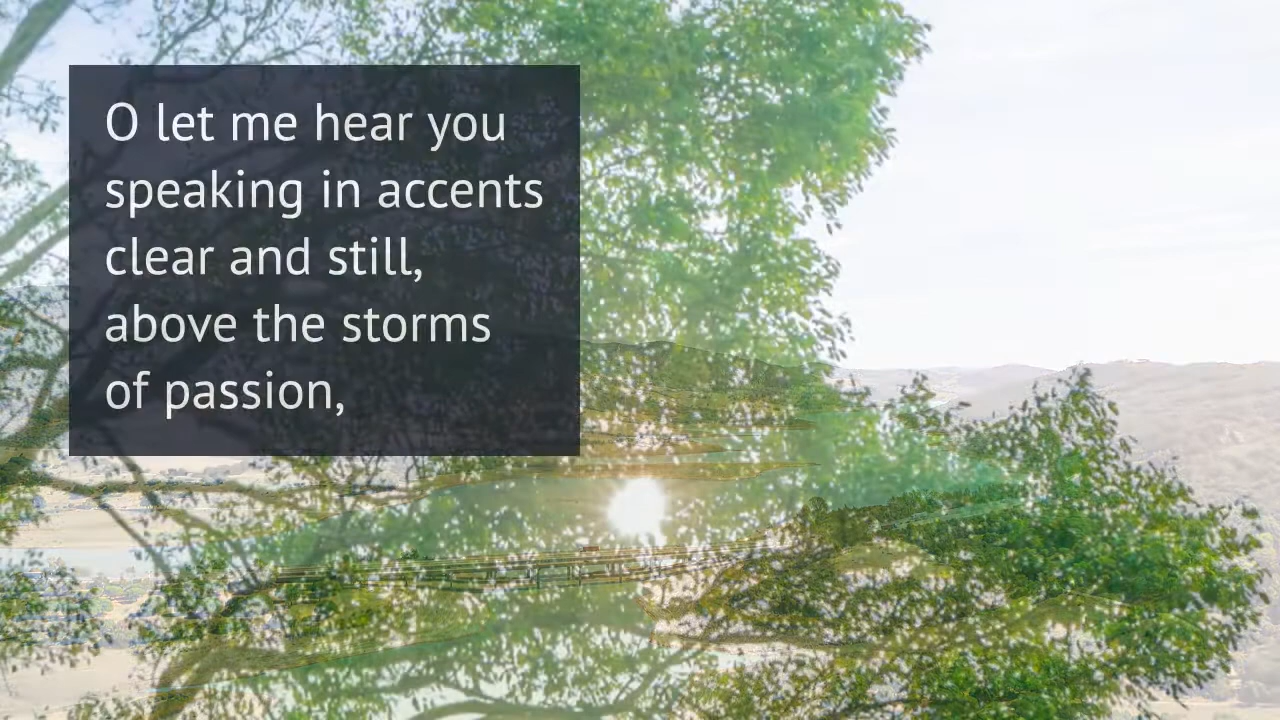 O let me hear you
speaking in accents
clear and still,
above the storms
of passion,